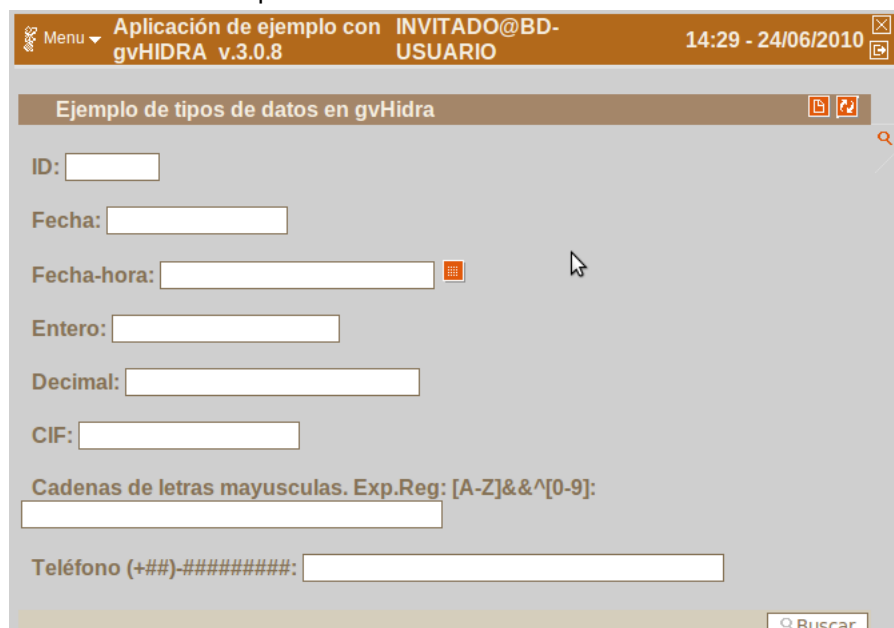 Menu
Aplicación de ejemplo con INVITADO@BD-
gvHIDRA v.3.0.8 USUARIO
14:29 - 24/06/2010
Ejemplo de tipos de datos en gvHidra
ID:
Fecha:
Fecha-hora:
Entero:
Decimal:
CIF:
Cadenas de letras mayusculas. Exp.Reg: [A-Z]&&^[0-9]:
Teléfono (+##)-#########:
Buscar